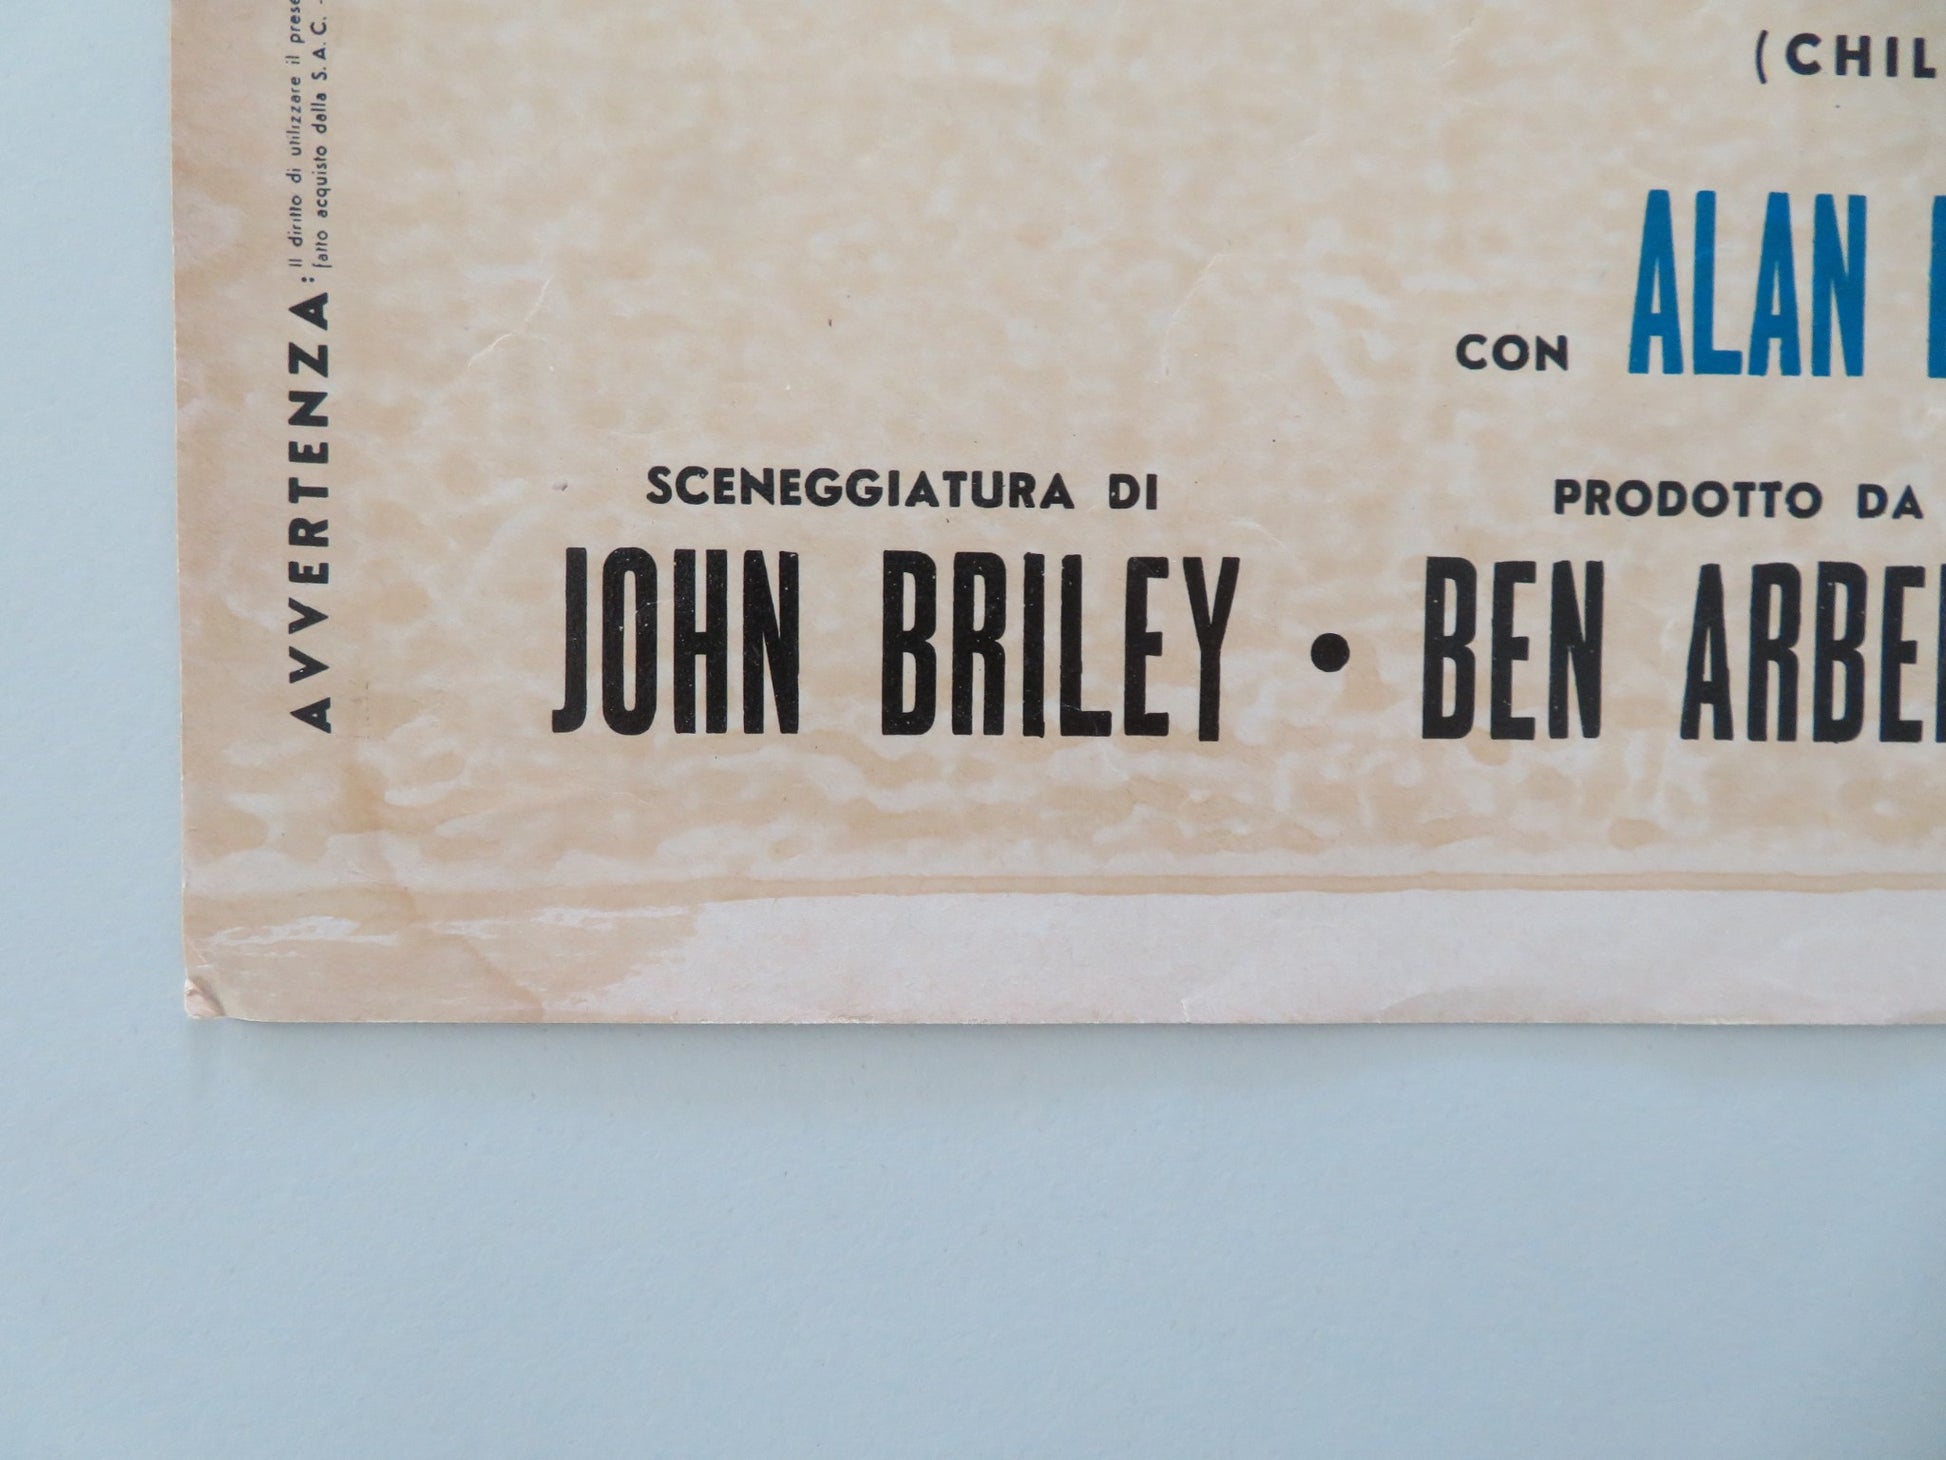 (CHIL
CON ALAN
SCENEGGIATURA DI
JOHN BRILEY
•
PRODOTTO DA
BEN ARBE
AVVERTENZA:
Il diritto di utilizzare il prese
fatto acquisto dalla S. A. C. -